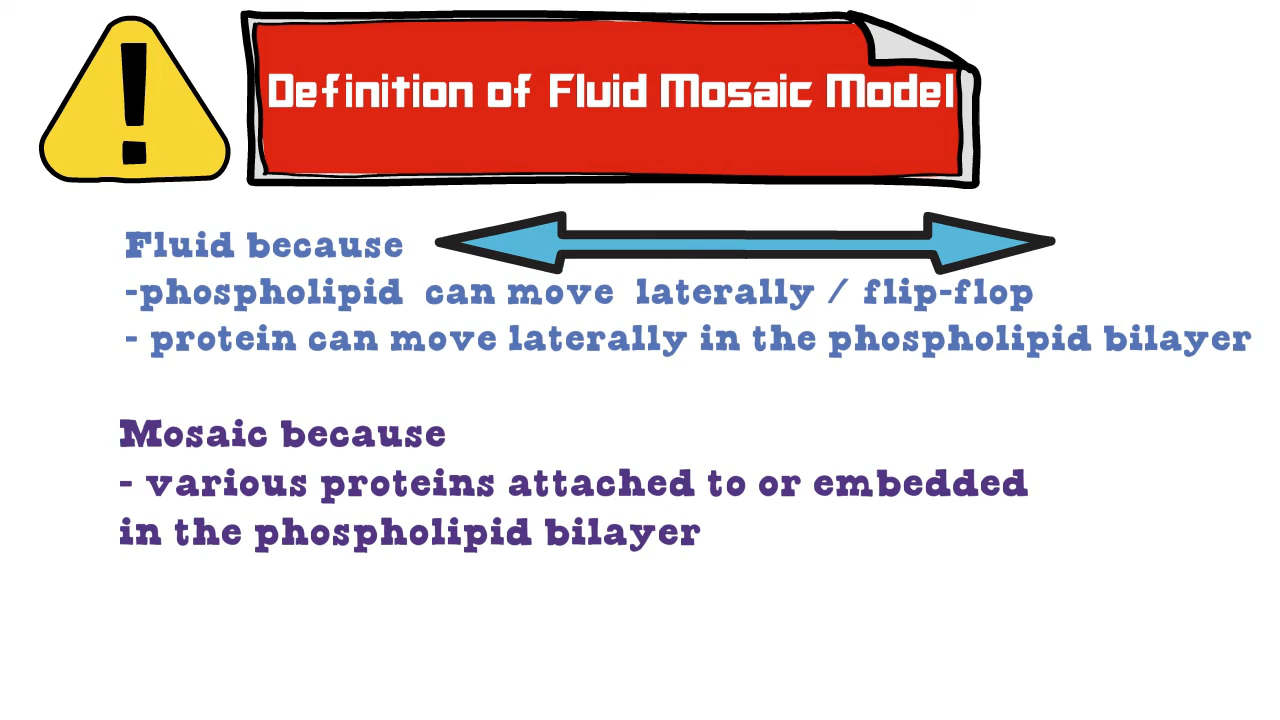 Definition of Fluid Mosaic Model
Fluid because
-phospholipid can move laterally / flip-flop
- protein can move laterally in the phospholipid bilayer
Mosaic because
- various proteins attached to or embedded
in the phospholipid bilayer